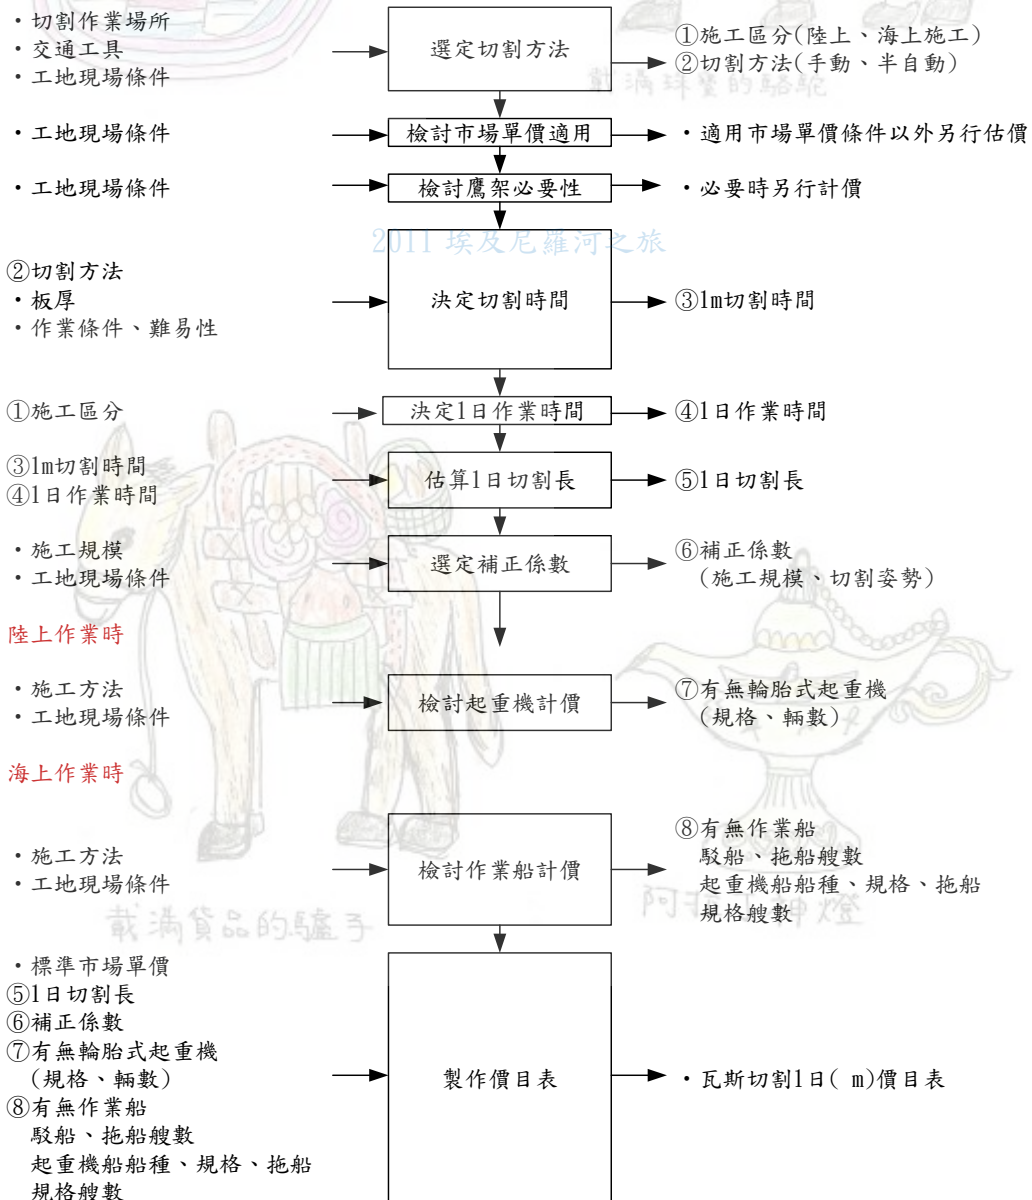 ・切割作業場所
・交通工具
・工地現場條件
選定切割方法
①施工區分(陸上、海上施工)
②切割方法(手動、半自動)
載滿珠寶的駱駝
・工地現場條件
檢討市場單價適用
・適用市場單價條件以外另行估價
・工地現場條件
檢討鷹架必要性
・必要時另行計價
2011 埃及尼羅河之旅
②切割方法
・板厚
・作業條件、難易性
決定切割時間
③1m切割時間
①施工區分
決定1日作業時間
④1日作業時間
③1m切割時間
④1日作業時間
估算1日切割長
⑤1日切割長
・施工規模
・工地現場條件
選定補正係數
⑥補正係數
(施工規模、切割姿勢)
陸上作業時
・施工方法
・工地現場條件
檢討起重機計價
⑦有無輪胎式起重機
(規格、輛數)
海上作業時
・施工方法
・工地現場條件
檢討作業船計價
⑧有無作業船
駁船、拖船艘數
起重機船船種、規格、拖船
規格艘數
載滿貨品的驢子
阿拉丁神燈
・標準市場單價
⑤1日切割長
⑥補正係數
⑦有無輪胎式起重機
(規格、輛數)
⑧有無作業船
駁船、拖船艘數
起重機船船種、規格、拖船
規格艘數
製作價目表
・瓦斯切割1日( m)價目表